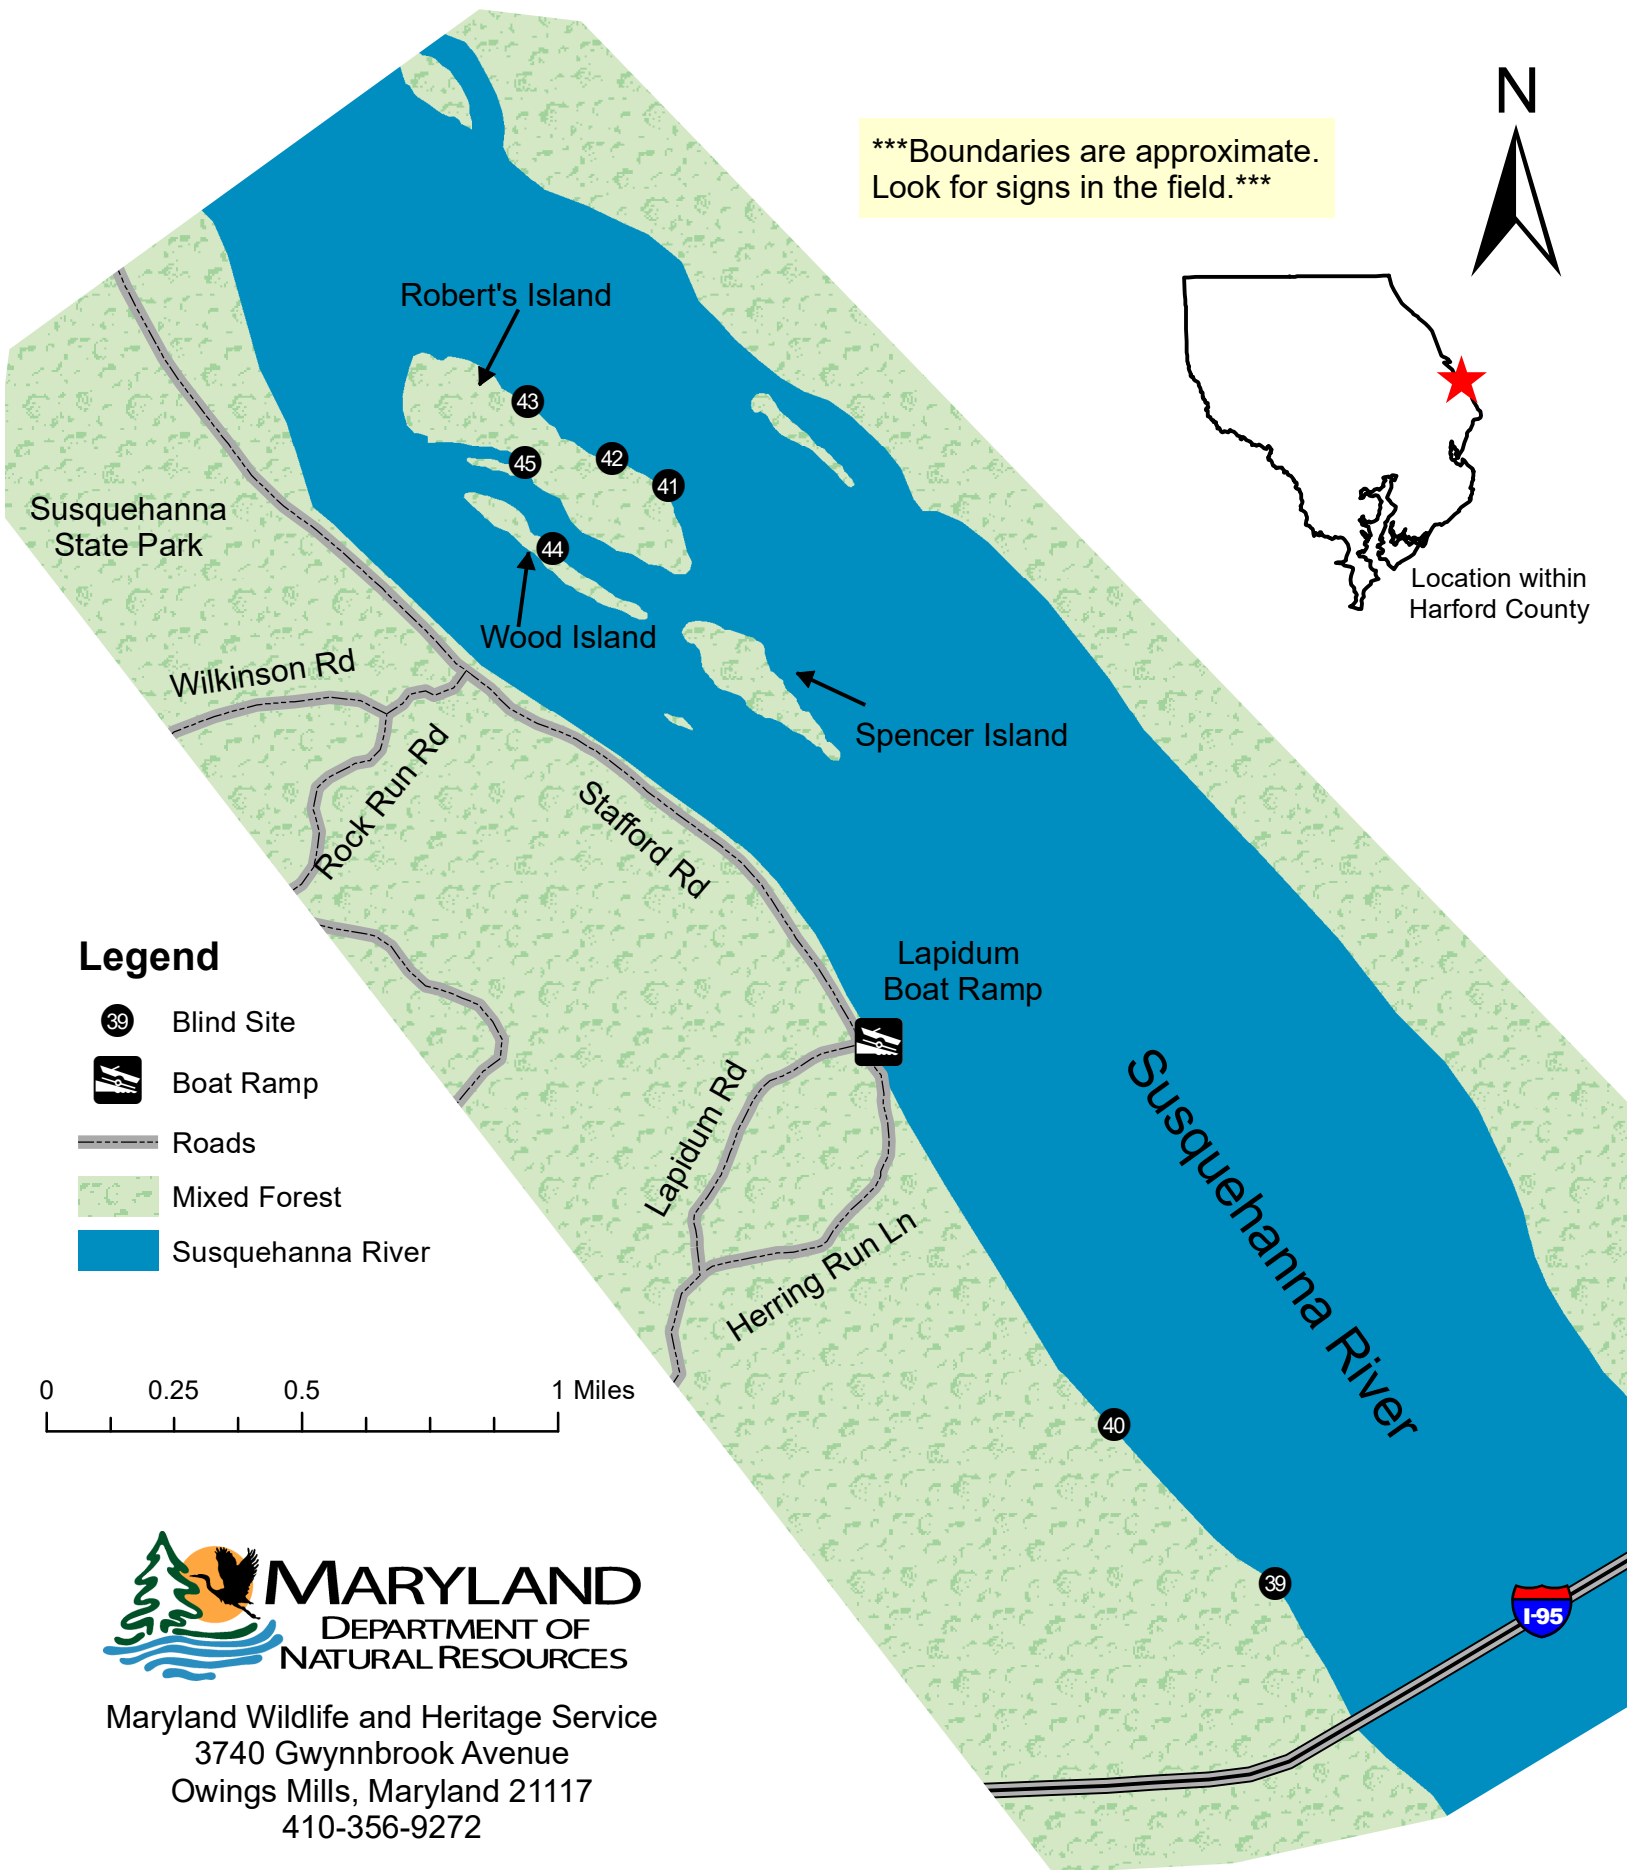 N
***Boundaries are approximate.
Look for signs in the field.***
Robert's Island
43
42
45
41
Susquehanna
State Park
44
Location within
Harford County
Wood Island
Wilkinson Rd
Spencer Island
Rock Run Rd
Stafford Rd
Lapidum
Boat Ramp
Legend
39 Blind Site
Boat Ramp
Roads
Mixed Forest
Susquehanna River
Lapidum Rd
Herring Run Ln
Susquehanna River
0 0.25 0.5 1 Miles
40
39
I-95
MARYLAND
DEPARTMENT OF
NATURAL RESOURCES
Maryland Wildlife and Heritage Service
3740 Gwynnbrook Avenue
Owings Mills, Maryland 21117
410-356-9272